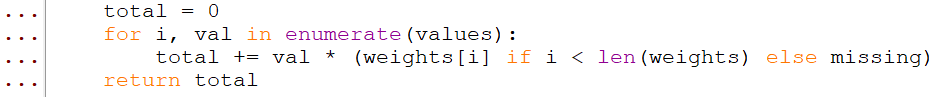 ...     total = 0
...     for i, val in enumerate(values):
...         total += val * (weights[i] if i < len(weights) else missing)
...     return total